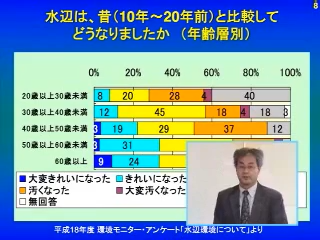 8
水辺は、昔(10年～20年前)と比較して
どうなりましたか (年齢層別)
0% 20% 40% 60% 80% 100%
20歳以上30歳未満 8 20 28 4 40
30歳以上40歳未満 12 45 18 4 18 3
40歳以上50歳未満 3 19 29 37 12
50歳以上60歳未満 3 31
60歳以上 9 24
大変きれいになった きれいになっ
汚くなった 大変汚くなっ
無回答
平成18年度 環境モニター・アンケート「水辺環境について」より